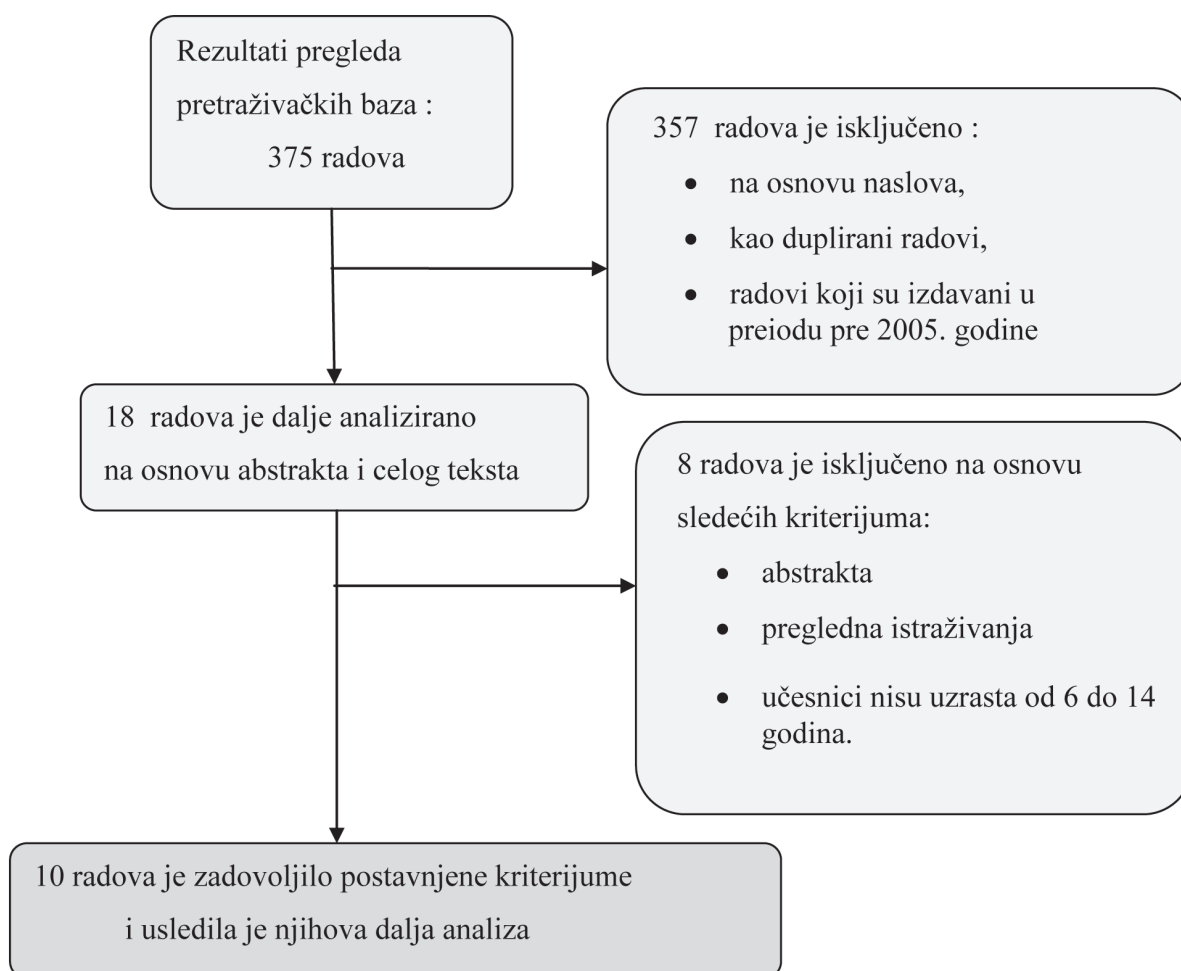 Rezultati pregleda
pretraživačkih baza :
375 radova
357 radova je isključeno :
• na osnovu naslova,
• kao duplirani radovi,
• radovi koji su izdavani u
preiodu pre 2005. godine
18 radova je dalje analizirano
na osnovu abstrakta i celog teksta
8 radova je isključeno na osnovu
sledećih kriterijuma:
• abstrakta
• pregledna istraživanja
• učesnici nisu uzrasta od 6 do 14
godina.
10 radova je zadovoljilo postavnjene kriterijume
i usledila je njihova dalja analiza